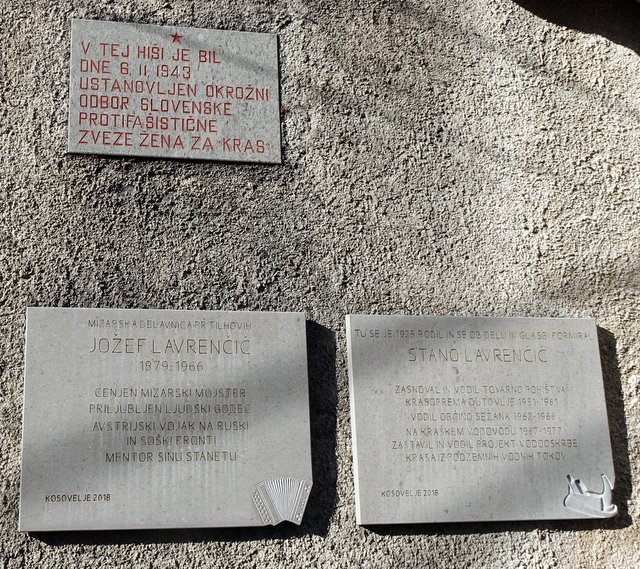 V TEJ HIŠI JE BIL
DNE 6. 11. 1943
USTANOVLJEN OKROŽNI
ODBOR SLOVENSKE
PROTIFAŠISTIČNE
ZVEZE ŽENA ZA "KRAS"
MIZARSKA DELAVNICA PR TILHOVIH
JOŽEF LAVRENČIČ
1879-1966
CENJEN MIZARSKI MOJSTER
PRILJUBLJEN LJUDSKI GODEC
AVSTRIJSKI VOJAK NA RUSKI
IN SOŠKI FRONTI
MENTOR SINU STANETU
KOSOVELJE 2018
TU SE JE 1926 RODIL IN SE OB DELU IN GLASBI FORMIRAL
STANO LAVRENČIČ
ZASNOVAL IN VODIL TOVARNO POHIŠTVA
KRASOPREMA DUTOVLJE 1951-1961
VODIL OBČINO SEŽANA 1962-1966
NA KRAŠKEM VODOVODU 1967-1977
ZASTAVIL IN VODIL PROJEKT VODOOSKRBE
KRASA IZ PODZEMNIH VODNIH TOKOV
KOSOVELJE 2018